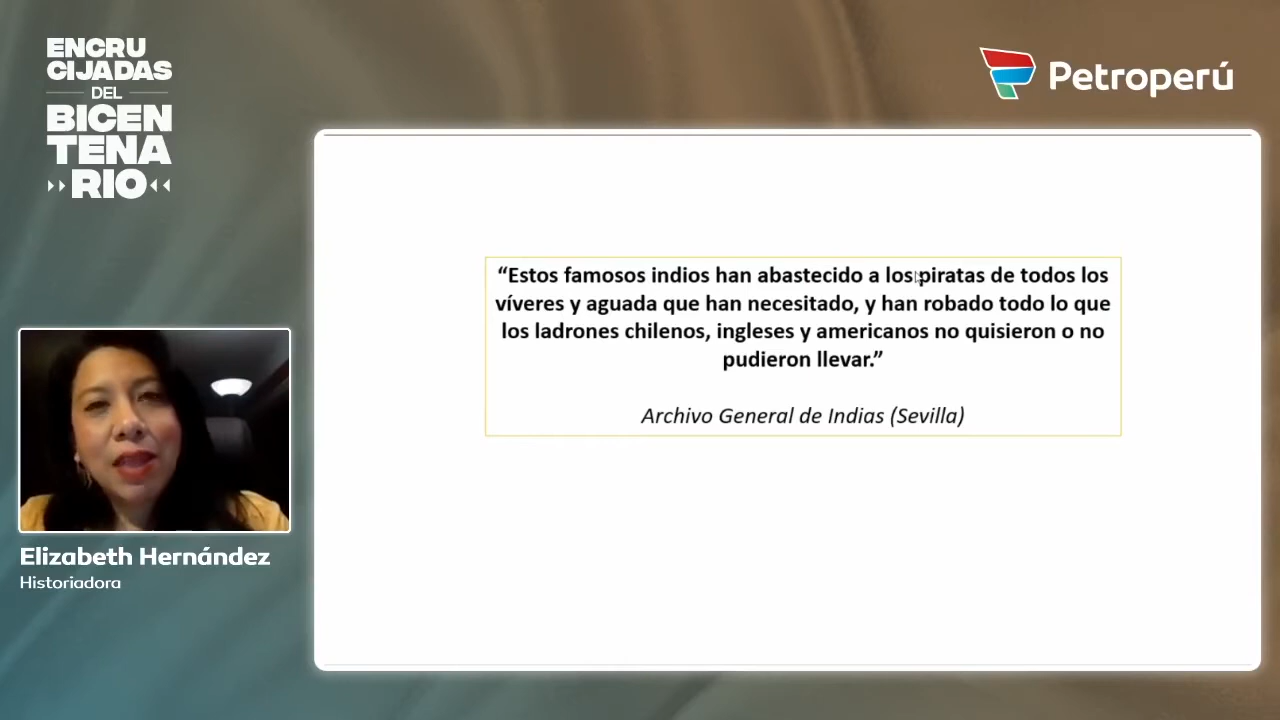 ENCRU
CIJADAS
DEL
BICEN
TENA
RIO
Petroperú
“Estos famosos indios han abastecido a los piratas de todos los
víveres y aguada que han necesitado, y han robado todo lo que
los ladrones chilenos, ingleses y americanos no quisieron o no
pudieron llevar.”
Archivo General de Indias (Sevilla)
Elizabeth Hernández
Historiadora